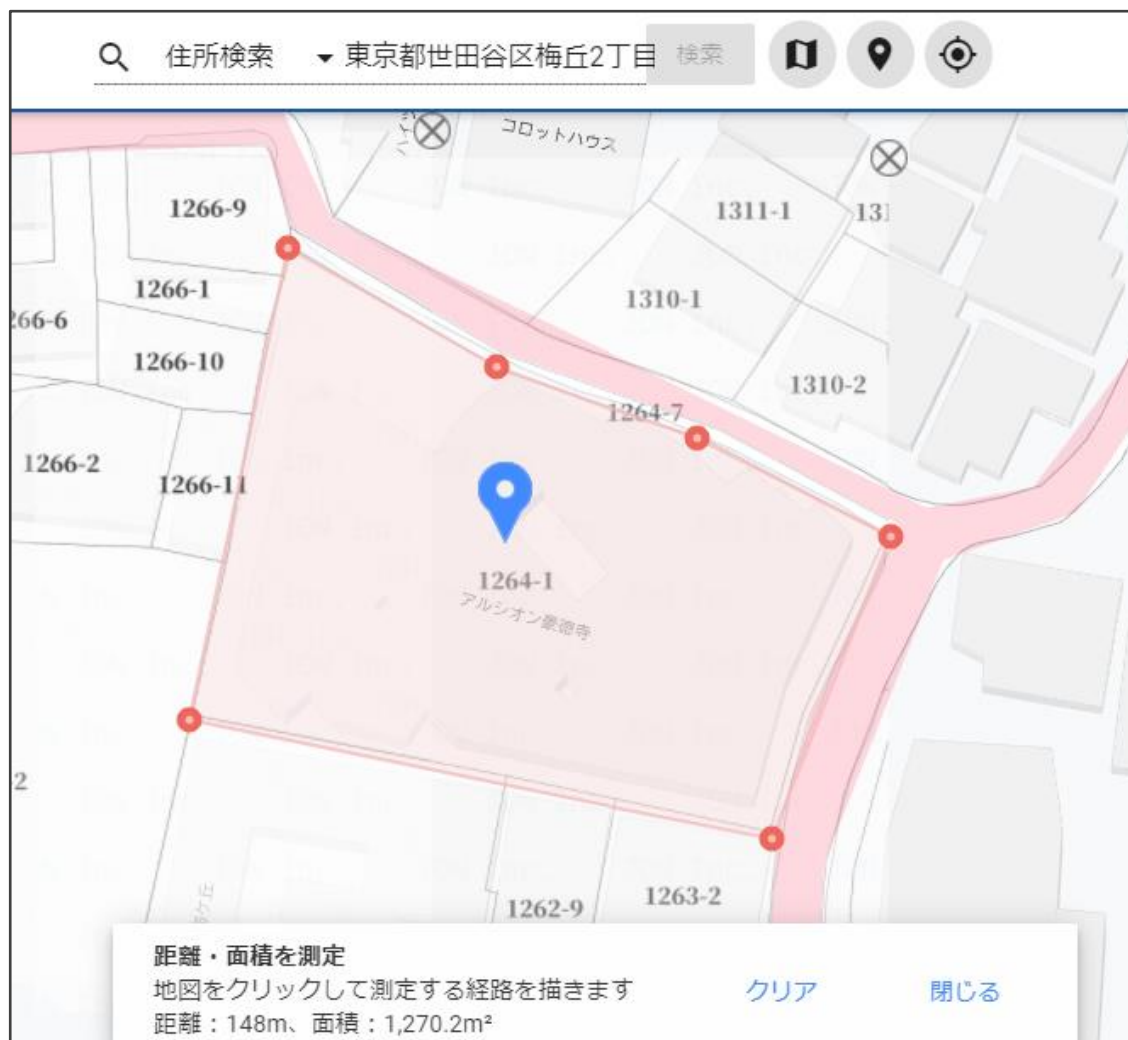 住所検索
東京都世田谷区梅丘2丁目
検索
コロットハウス
1266-9
1311-1
131
1266-1
1310-1
266-6
1266-10
1310-2
1264-7
1266-2
1266-11
1264-1
アルシオン豪徳寺
-2
1263-2
1262-9
距離・面積を測定
地図をクリックして測定する経路を描きます
クリア
閉じる
距離：148m、面積：1,270.2m²